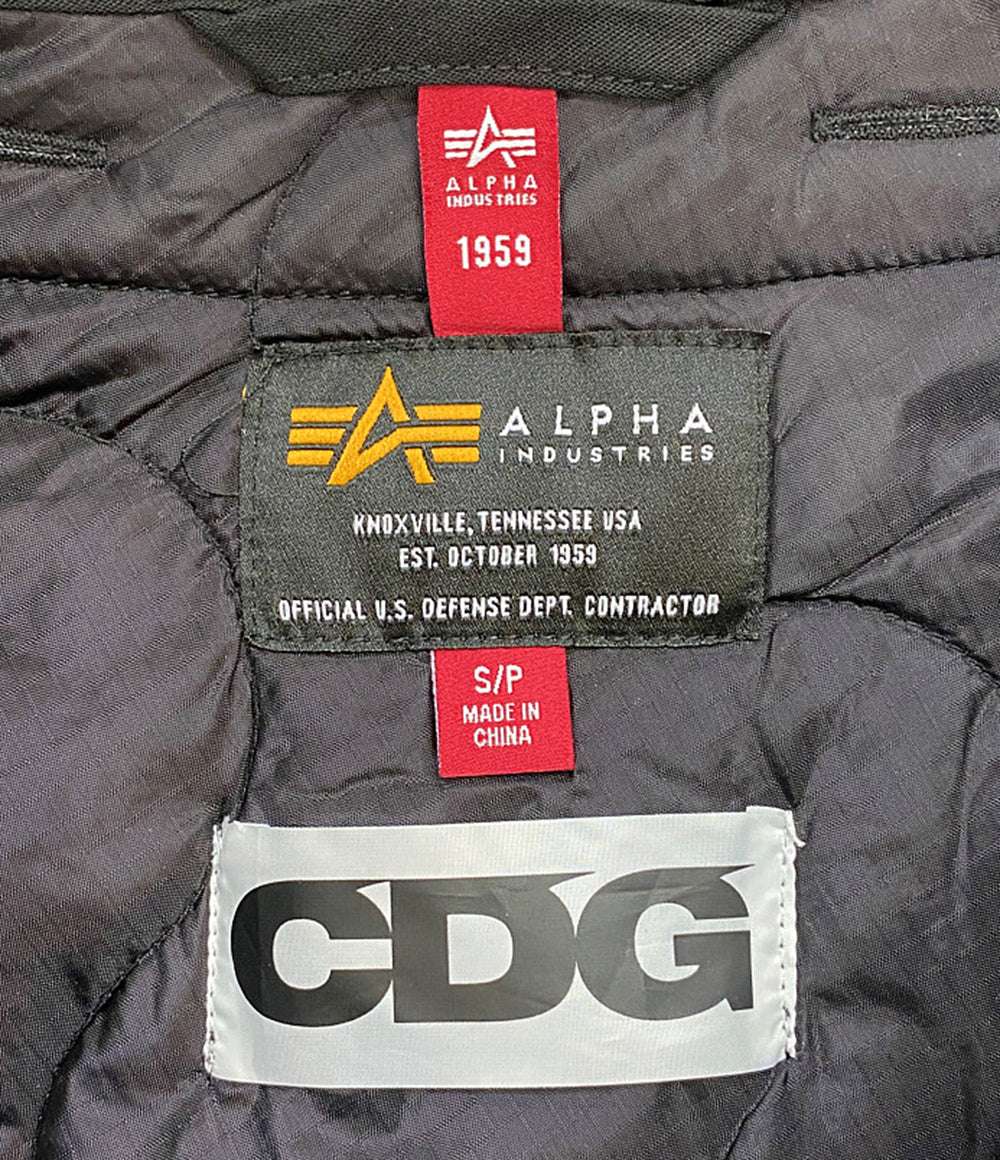 ALPHA
INDUSTRIES
1959
ALPHA
INDUSTRIES
KNOXVILLE, TENNESSEE USA
EST. OCTOBER 1959
OFFICIAL U.S. DEFENSE DEPT. CONTRACTOR
S/P
MADE IN
CHINA
CDG